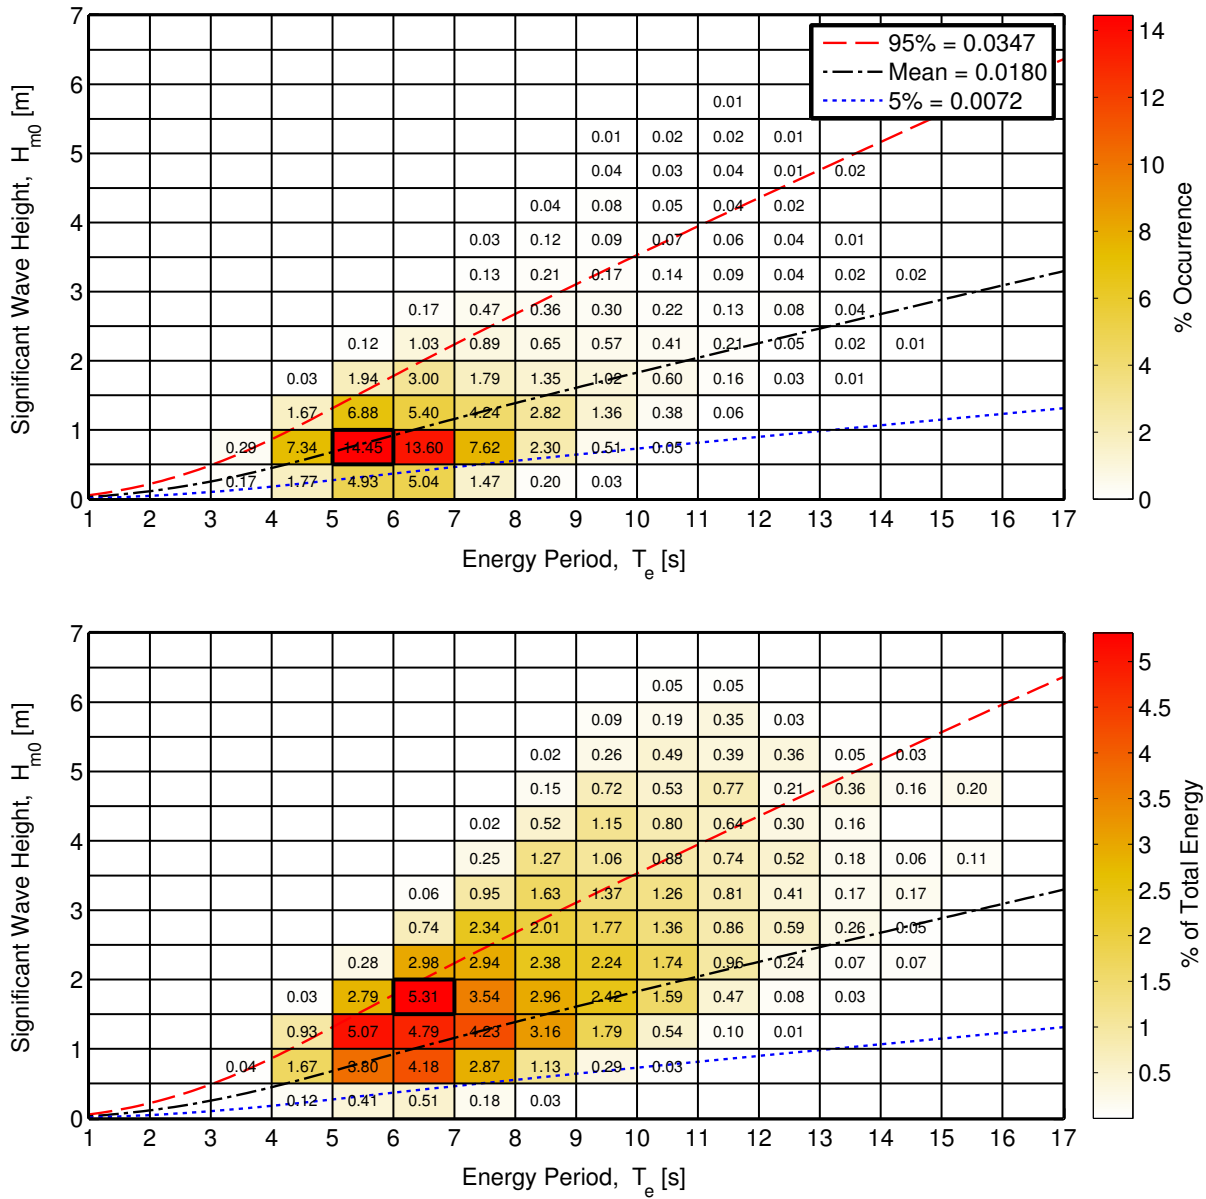 7
6
5
4
3
2
1
0
Significant Wave Height, H_m0 [m]
95% = 0.0347
Mean = 0.0180
5% = 0.0072
0.01
0.01 0.02 0.02 0.01
0.04 0.03 0.04 0.01 0.02
0.04 0.08 0.05 0.04 0.02
0.03 0.12 0.09 0.07 0.06 0.04 0.01
0.13 0.21 0.17 0.14 0.09 0.04 0.02 0.02
0.17 0.47 0.36 0.30 0.22 0.13 0.08 0.04
0.12 1.03 0.89 0.65 0.57 0.41 0.21 0.05 0.02 0.01
0.03 1.94 3.00 1.79 1.35 1.02 0.60 0.16 0.03 0.01
1.67 6.88 5.40 4.24 2.82 1.36 0.38 0.06
0.29 7.34 14.45 13.60 7.62 2.30 0.51 0.05
0.17 1.77 4.93 5.04 1.47 0.20 0.03
1 2 3 4 5 6 7 8 9 10 11 12 13 14 15 16 17
Energy Period, T_e [s]
14
12
10
8
6
4
2
0
% Occurrence
7
6
5
4
3
2
1
0
Significant Wave Height, H_m0 [m]
0.05 0.05
0.09 0.19 0.35 0.03
0.02 0.26 0.49 0.39 0.36 0.05 0.03
0.15 0.72 0.53 0.77 0.21 0.36 0.16 0.20
0.02 0.52 1.15 0.80 0.64 0.30 0.16
0.25 1.27 1.06 0.88 0.74 0.52 0.18 0.06 0.11
0.06 0.95 1.63 1.37 1.26 0.81 0.41 0.17 0.17
0.74 2.34 2.01 1.77 1.36 0.86 0.59 0.26 0.05
0.28 2.98 2.94 2.38 2.24 1.74 0.96 0.24 0.07 0.07
0.03 2.79 5.31 3.54 2.96 2.42 1.59 0.47 0.08 0.03
0.93 5.07 4.79 4.23 3.16 1.79 0.54 0.10 0.01
0.04 1.67 3.80 4.18 2.87 1.13 0.29 0.03
0.12 0.41 0.51 0.18 0.03
1 2 3 4 5 6 7 8 9 10 11 12 13 14 15 16 17
Energy Period, T_e [s]
5
4.5
4
3.5
3
2.5
2
1.5
1
0.5
% of Total Energy